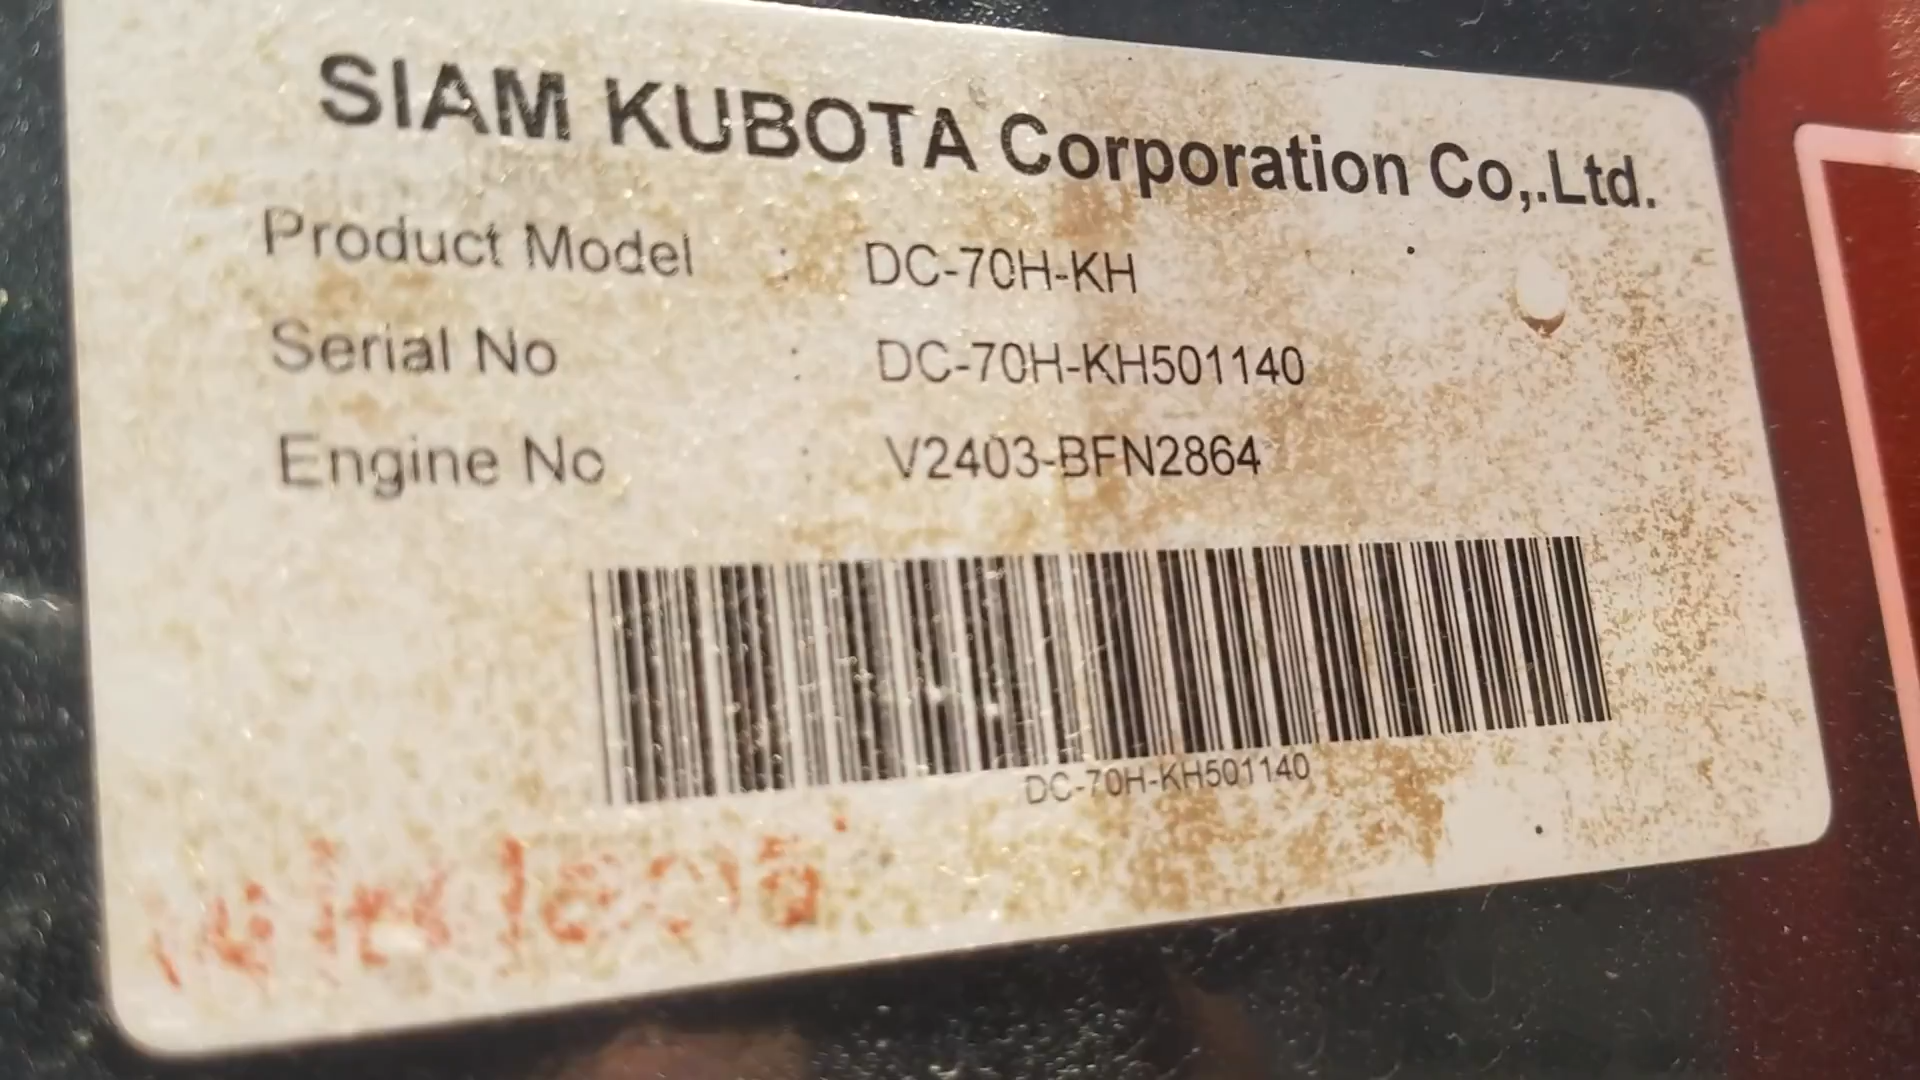 SIAM KUBOTA Corporation Co,.Ltd.
Product Model : DC-70H-KH
Serial No : DC-70H-KH501140
Engine No : V2403-BFN2864
DC-70H-KH501140